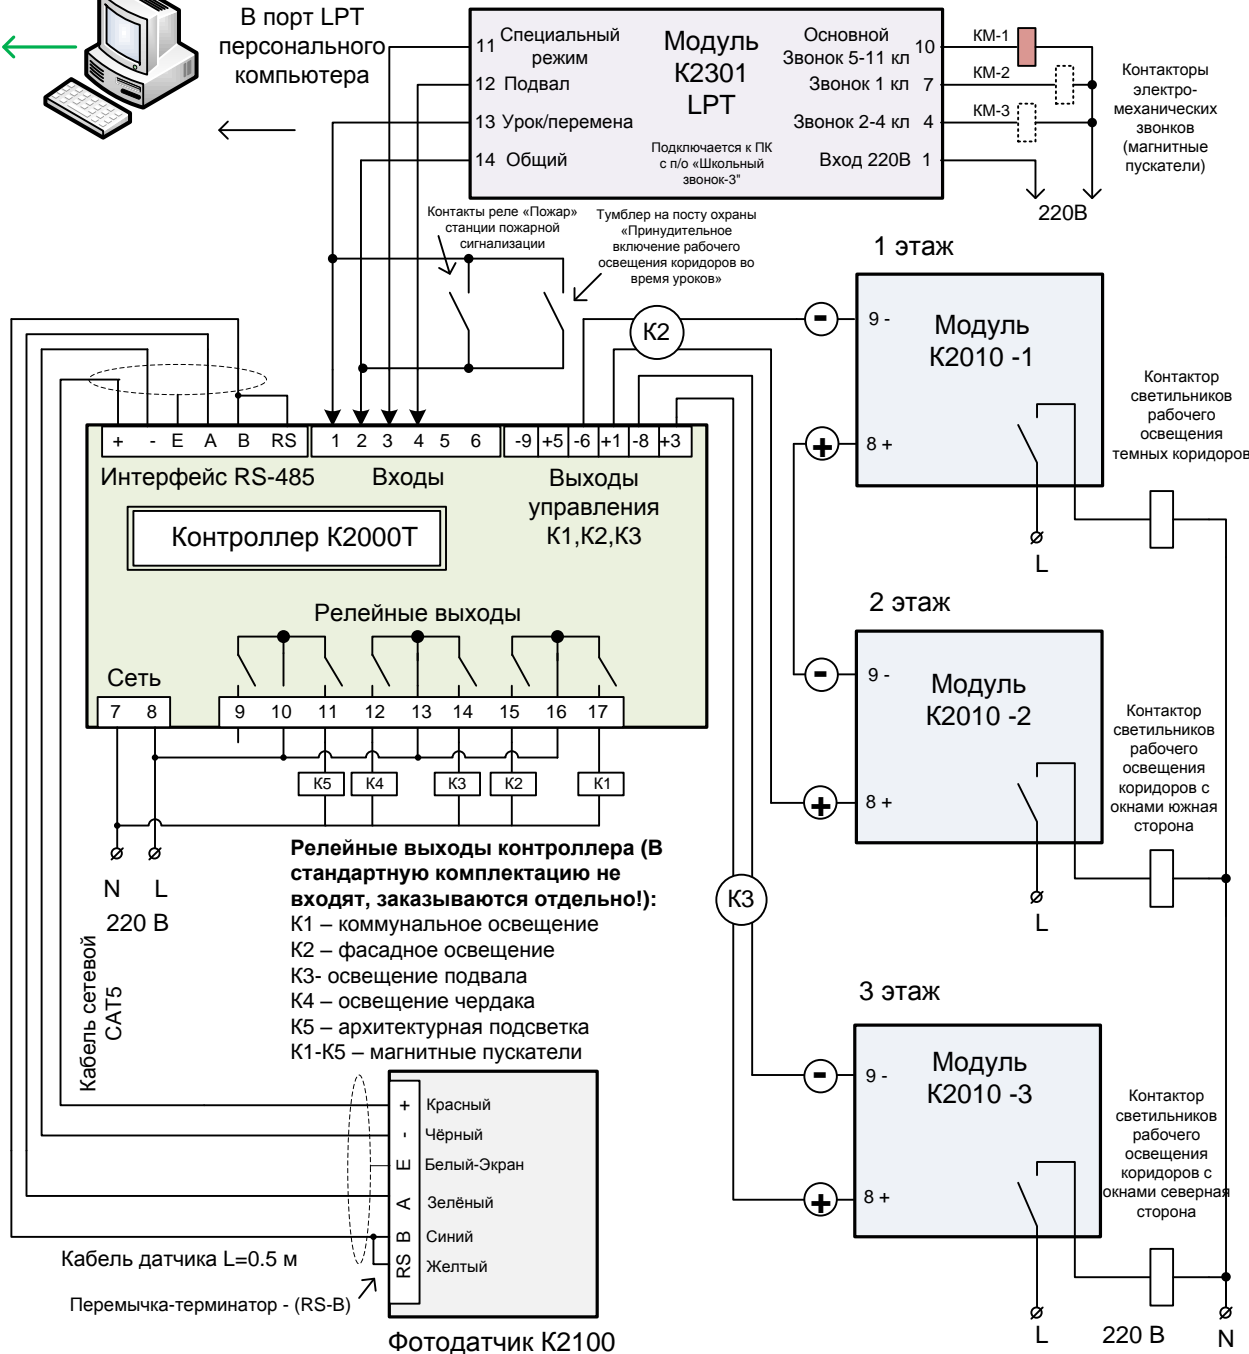 В порт LPT
персонального
компьютера
11 Специальный
режим
12 Подвал
13 Урок/перемена
14 Общий
Модуль
К2301
LPT
Подключается к ПК
с п/о «Школьный
звонок-3"
Основной
Звонок 5-11 кл 10
Звонок 1 кл 7
Звонок 2-4 кл 4
Вход 220В 1
КМ-1
КМ-2
КМ-3
Контакторы
электро-
механических
звонков
(магнитные
пускатели)
220В
Контакты реле «Пожар»
станции пожарной
сигнализации
Тумблер на посту охраны
«Принудительное
включение рабочего
освещения коридоров во
время уроков»
К2
1 этаж
-
9 -
Модуль
К2010 -1
+
8 +
L
Контактор
светильников
рабочего
освещения
темных коридоров
+ - E A B RS
1 2 3 4 5 6
-9 +5 -6 +1 -8 +3
Интерфейс RS-485
Входы
Выходы
управления
К1,К2,К3
Контроллер К2000Т
Релейные выходы
Сеть
7 8
9 10 11 12 13 14 15 16 17
К5 К4 К3 К2 К1
N L
220 В
2 этаж
-
9 -
Модуль
К2010 -2
+
8 +
L
Контактор
светильников
рабочего
освещения
коридоров с
окнами южная
сторона
К3
Релейные выходы контроллера (В
стандартную комплектацию не
входят, заказываются отдельно!):
К1 – коммунальное освещение
К2 – фасадное освещение
К3- освещение подвала
К4 – освещение чердака
К5 – архитектурная подсветка
К1-К5 – магнитные пускатели
Кабель сетевой
CAT5
3 этаж
-
9 -
Модуль
К2010 -3
+
8 +
L
Контактор
светильников
рабочего
освещения
коридоров с
окнами северная
сторона
220 В
N
+ Красный
- Чёрный
E Белый-Экран
A Зелёный
B Синий
RS Желтый
Кабель датчика L=0.5 м
Перемычка-терминатор - (RS-B)
Фотодатчик К2100